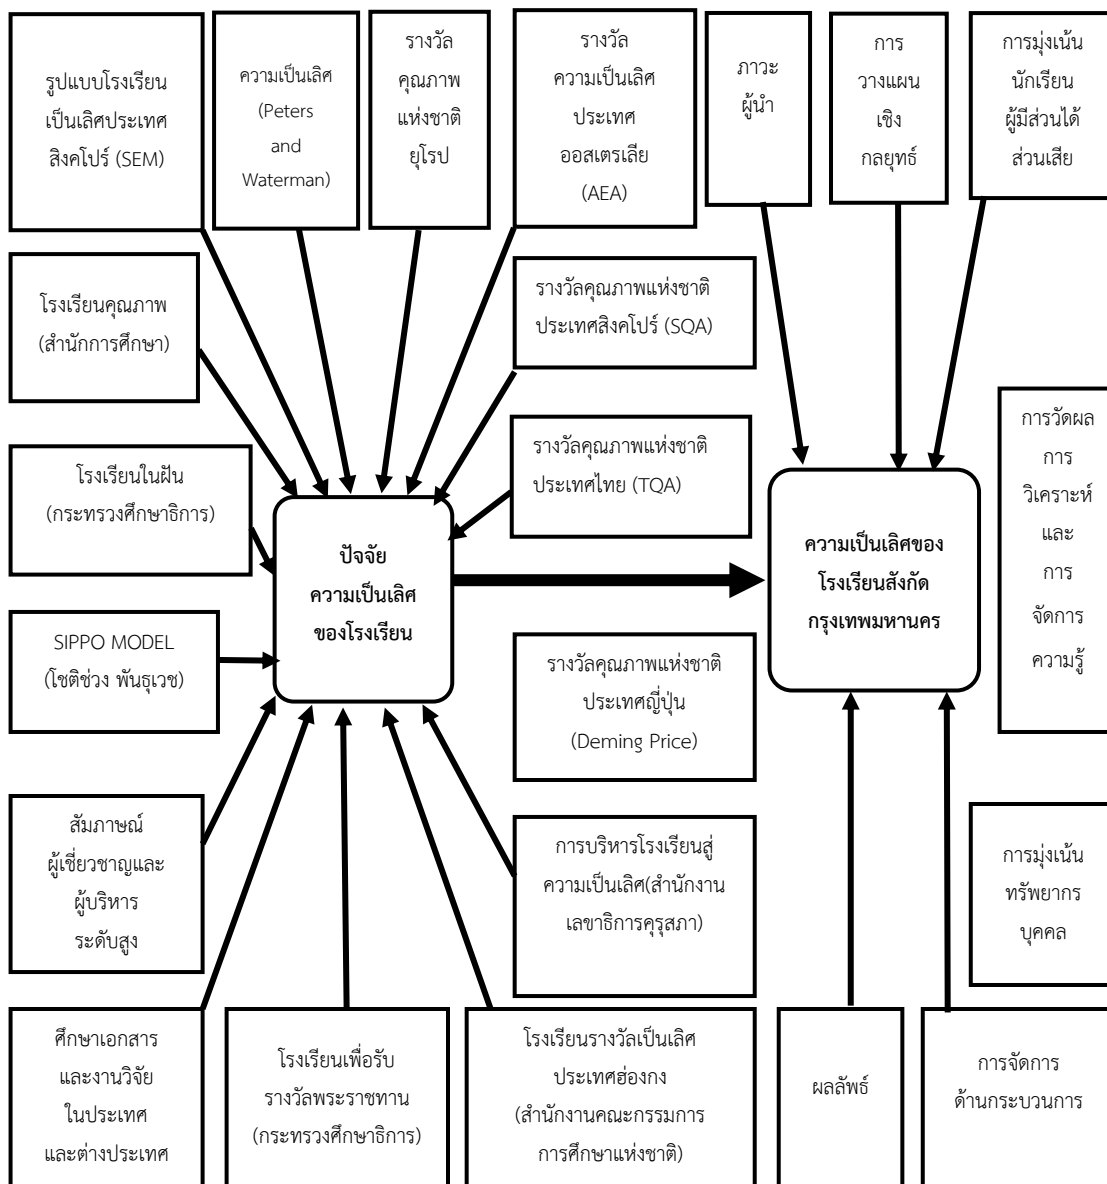 รูปแบบโรงเรียน
เป็นเลิศประเทศ
สิงคโปร์ (SEM)
ความเป็นเลิศ
(Peters
and
Waterman)
รางวัล
คุณภาพ
แห่งชาติ
ยุโรป
รางวัล
ความเป็นเลิศ
ประเทศ
ออสเตรเลีย
(AEA)
ภาวะ
ผู้นำ
การ
วางแผน
เชิง
กลยุทธ์
การมุ่งเน้น
นักเรียน
ผู้มีส่วนได้
ส่วนเสีย
โรงเรียนคุณภาพ
(สำนักการศึกษา)
รางวัลคุณภาพแห่งชาติ
ประเทศสิงคโปร์ (SQA)
โรงเรียนในฝัน
(กระทรวงศึกษาธิการ)
รางวัลคุณภาพแห่งชาติ
ประเทศไทย (TQA)
การวัดผล
การ
วิเคราะห์
และ
การ
จัดการ
ความรู้
ปัจจัย
ความเป็นเลิศ
ของโรงเรียน
ความเป็นเลิศของ
โรงเรียนสังกัด
กรุงเทพมหานคร
SIPPO MODEL
(โชติช่วง พันธุเวช)
รางวัลคุณภาพแห่งชาติ
ประเทศญี่ปุ่น
(Deming Price)
สัมภาษณ์
ผู้เชี่ยวชาญและ
ผู้บริหาร
ระดับสูง
การบริหารโรงเรียนสู่
ความเป็นเลิศ(สำนักงาน
เลขาธิการคุรุสภา)
การมุ่งเน้น
ทรัพยากร
บุคคล
ศึกษาเอกสาร
และงานวิจัย
ในประเทศ
และต่างประเทศ
โรงเรียนเพื่อรับ
รางวัลพระราชทาน
(กระทรวงศึกษาธิการ)
โรงเรียนรางวัลเป็นเลิศ
ประเทศฮ่องกง
(สำนักงานคณะกรรมการ
การศึกษาแห่งชาติ)
ผลลัพธ์
การจัดการ
ด้านกระบวนการ